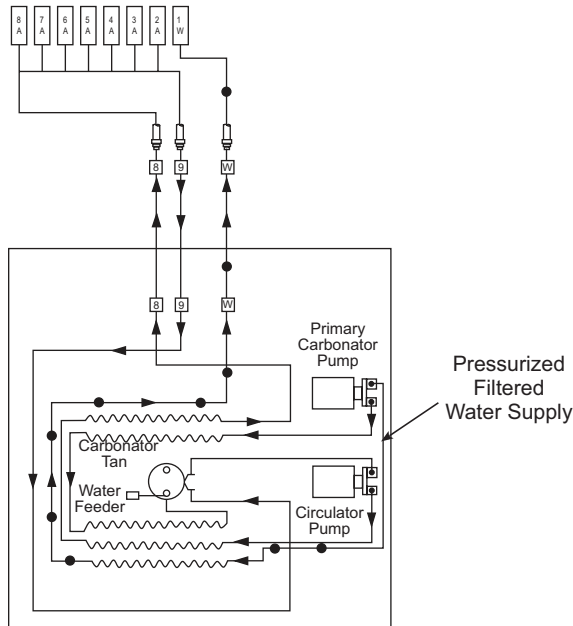 8 A
7 A
6 A
5 A
4 A
3 A
2 A
1 W
8
9
W
8
9
W
Primary
Carbonator
Pump
Pressurized
Filtered
Water Supply
Carbonator
Tan
Water
Feeder
Circulator
Pump